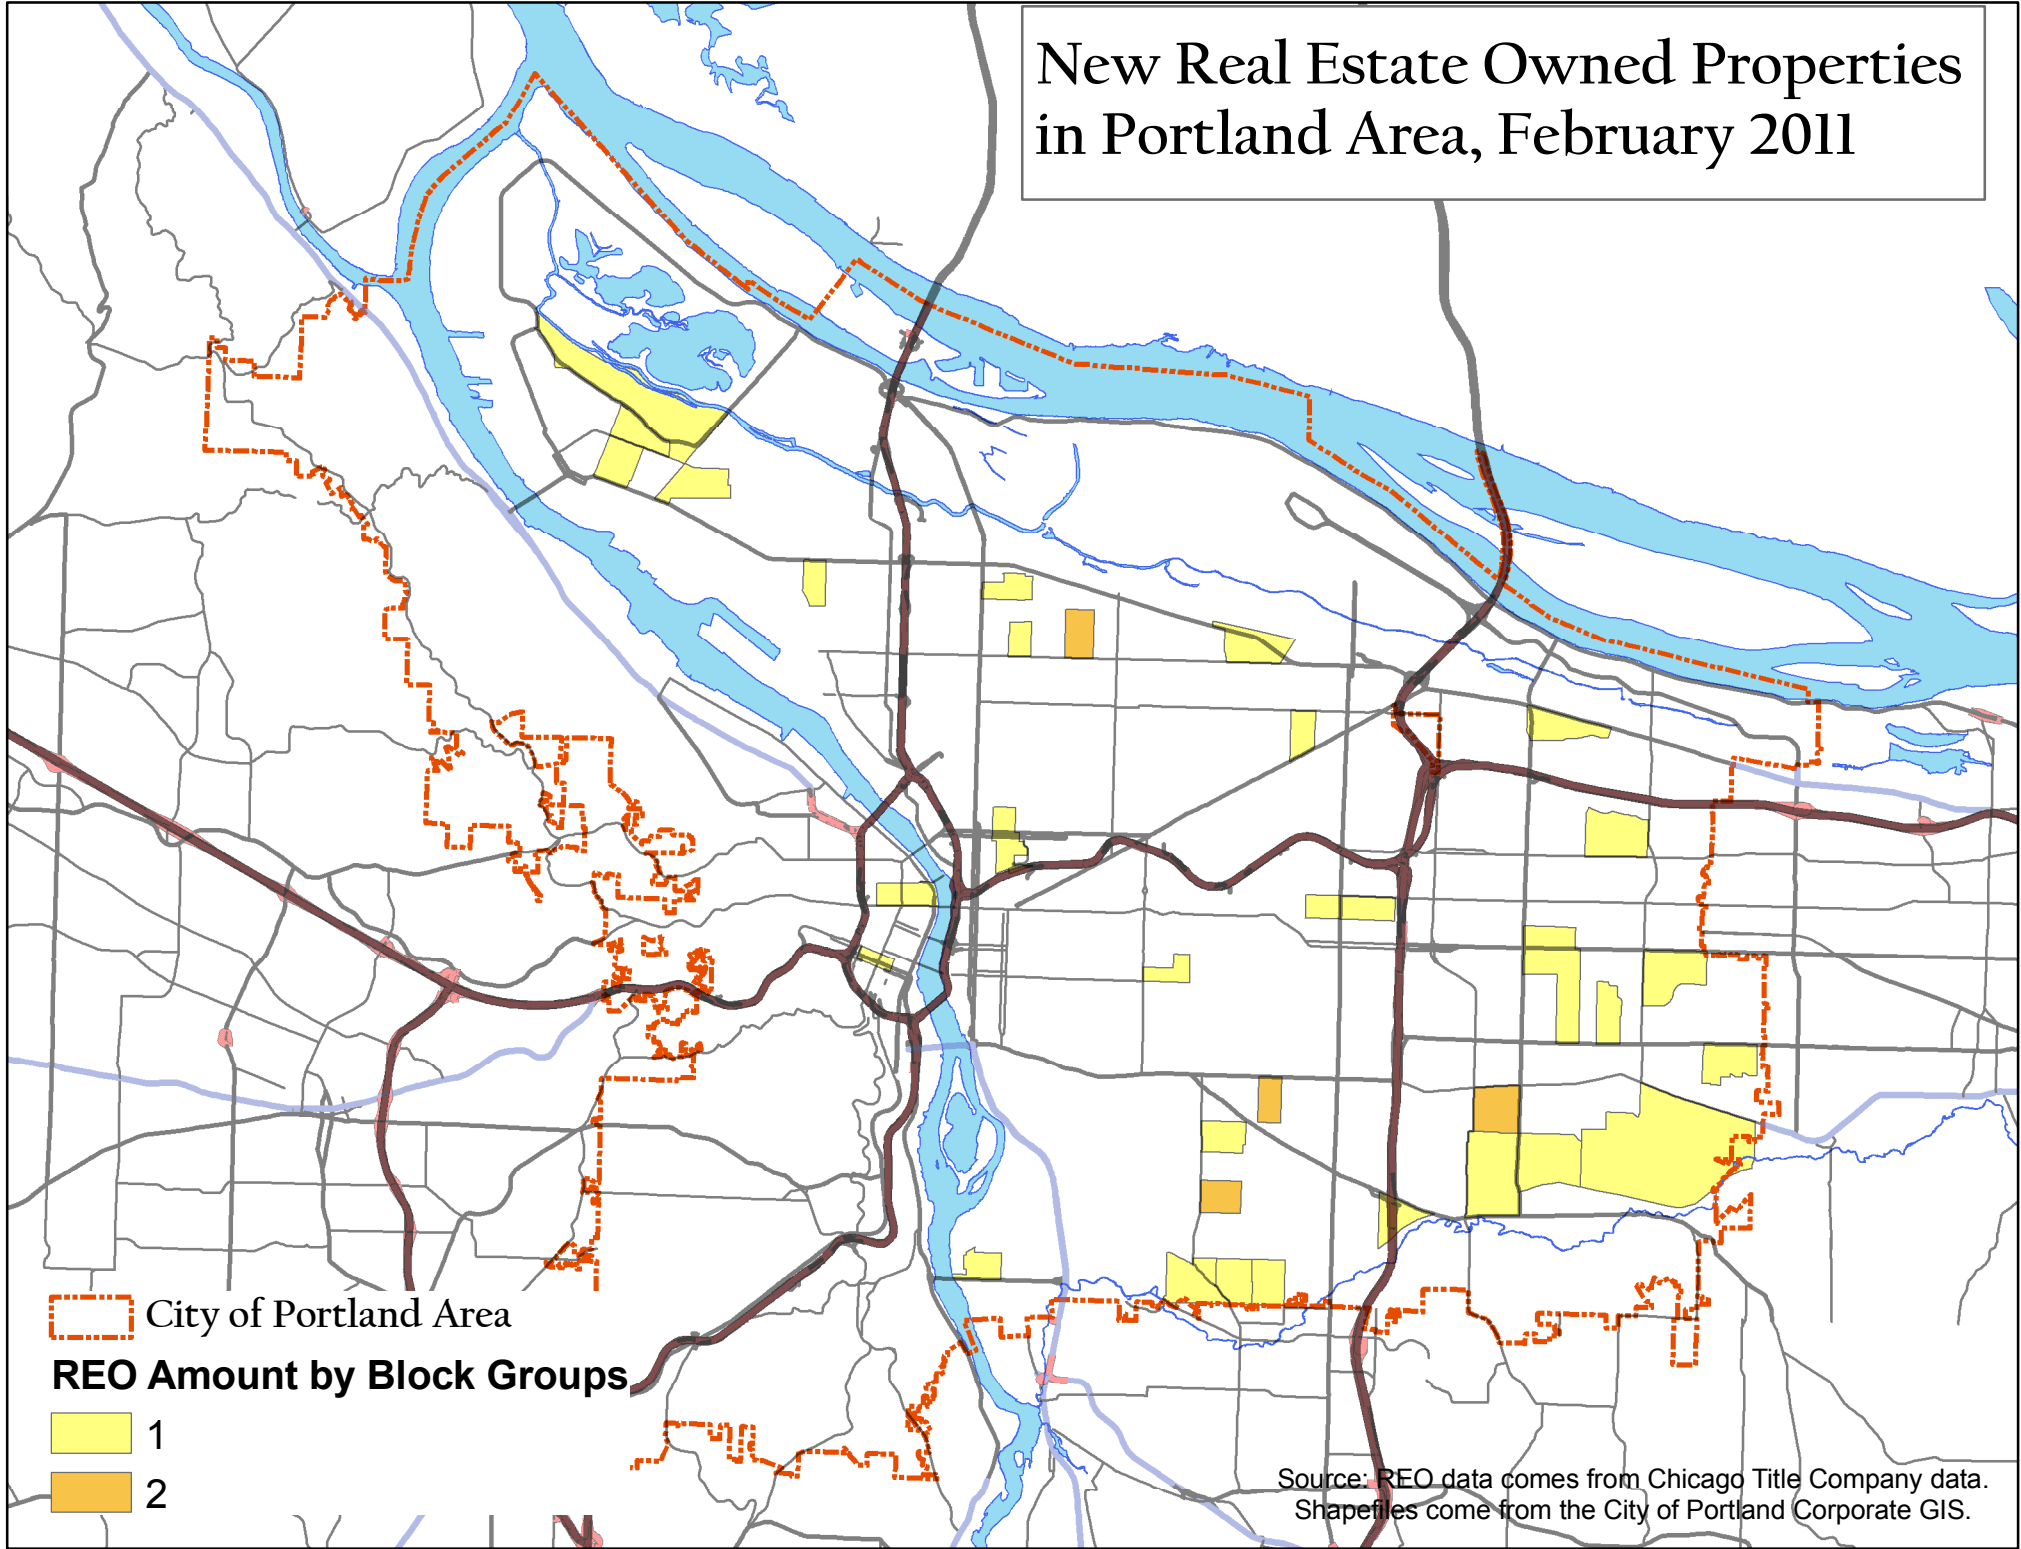 New Real Estate Owned Properties
in Portland Area, February 2011
City of Portland Area
REO Amount by Block Groups
1
2
Source: REO data comes from Chicago Title Company data.
Shapefiles come from the City of Portland Corporate GIS.